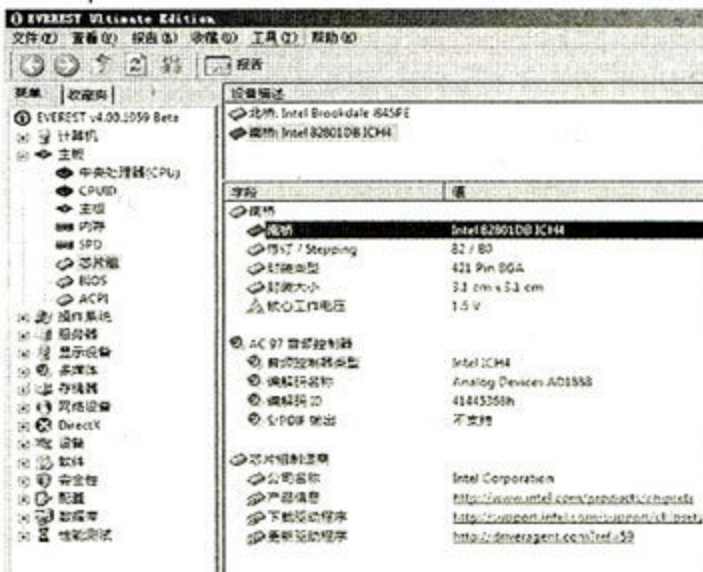 EVEREST Ultimate Edition
文件(F) 查看(V) 报告(R) 收藏(O) 工具(T) 帮助(H)
报告
菜单 收藏夹
EVEREST v4.00.1059 Beta
计算机
主板
中央处理器(CPU)
CPUID
主板
内存
SPD
芯片组
BIOS
ACPI
操作系统
服务器
显示设备
多媒体
存储器
网络设备
DirectX
设备
软件
安全性
配置
数据库
性能测试
设备描述
北桥: Intel Brookdale i845PE
南桥: Intel 82801DB ICH4
字段 值
南桥
南桥 Intel 82801DB ICH4
修订 / Stepping 82 / B0
封装类型 421 Pin BGA
封装大小 3.1 cm x 3.1 cm
核心工作电压 1.5 V
AC 97 音频控制器
音频控制器类型 Intel ICH4
编解码名称 Analog Devices AD1888
编解码 ID 41445368h
S/PDIF 输出 不支持
芯片组制造商
公司名称 Intel Corporation
产品信息 http://www.intel.com/products/chipsets
下载驱动程序 http://support.intel.com/support/chipsets
更新驱动程序 http://driveragent.com?ref=59